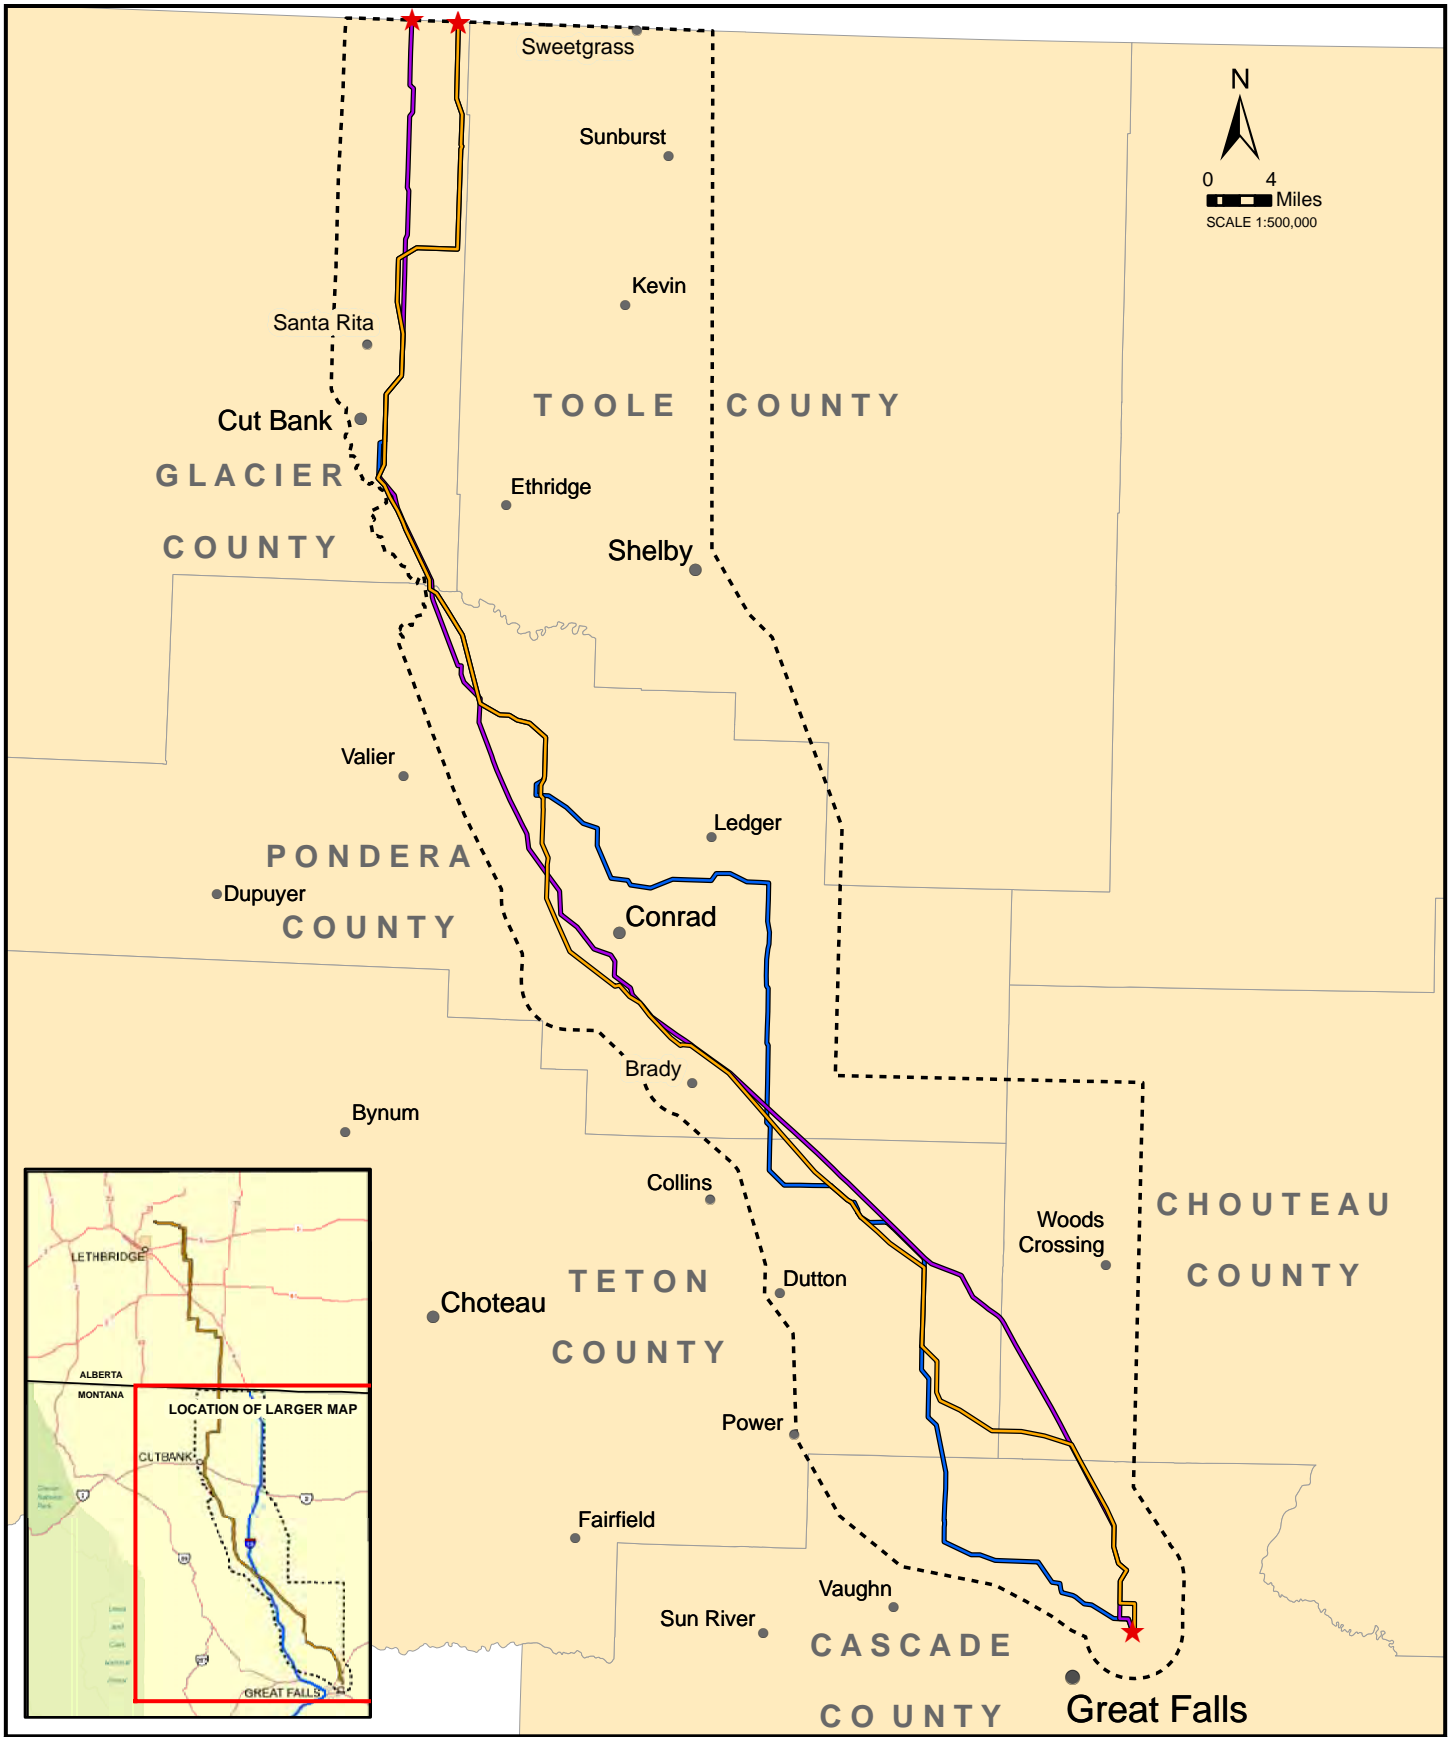 Sweetgrass
N
Sunburst
0 4
Miles
SCALE 1:500,000
Kevin
Santa Rita
TOOLE COUNTY
Cut Bank
GLACIER
COUNTY
Ethridge
Shelby
Valier
Ledger
PONDERA
COUNTY
Dupuyer
Conrad
Brady
Bynum
Collins
CHOUTEAU
COUNTY
Woods
Crossing
TETON
COUNTY
Dutton
Choteau
Power
Fairfield
Vaughn
Sun River
CASCADE
COUNTY
Great Falls
LETHBRIDGE
ALBERTA
MONTANA
LOCATION OF LARGER MAP
CUTBANK
GREAT FALLS